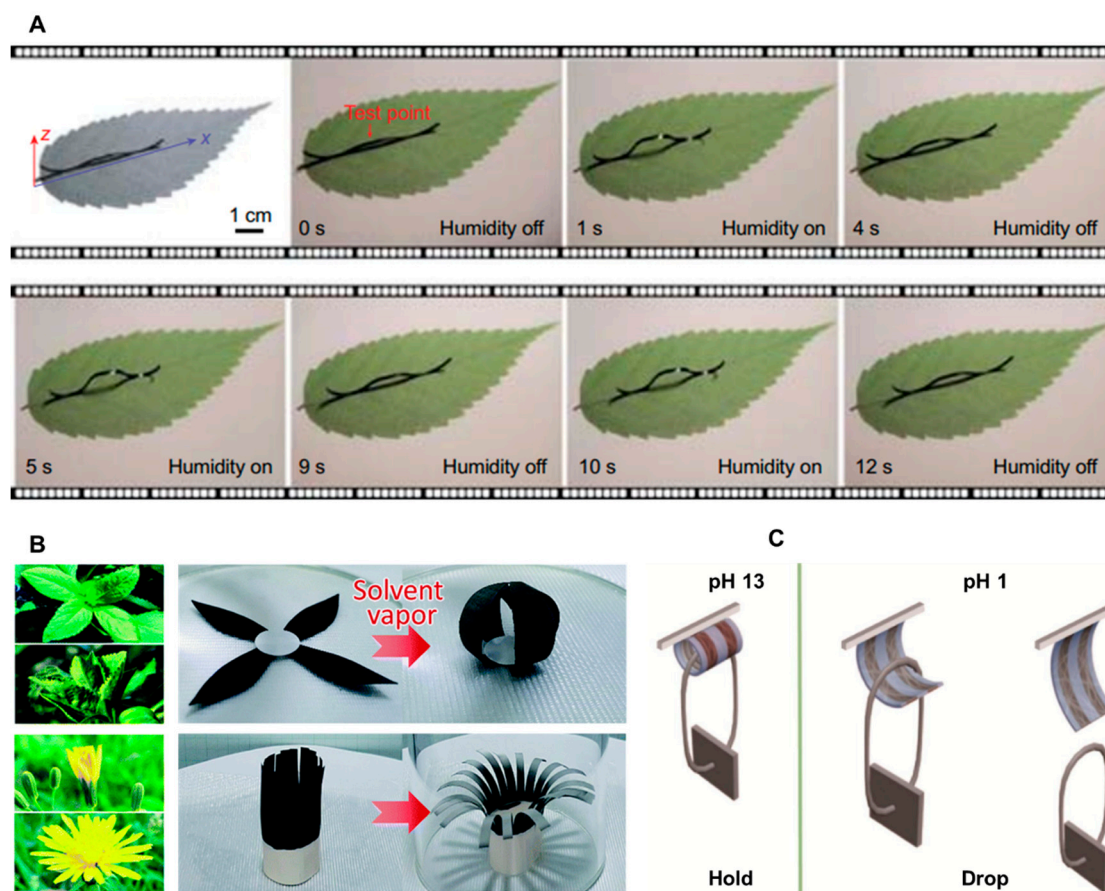 A
z
x
1 cm
Test point
0 s
Humidity off
1 s
Humidity on
4 s
Humidity off
5 s
Humidity on
9 s
Humidity off
10 s
Humidity on
12 s
Humidity off
B
Solvent
vapor
C
pH 13
pH 1
Hold
Drop